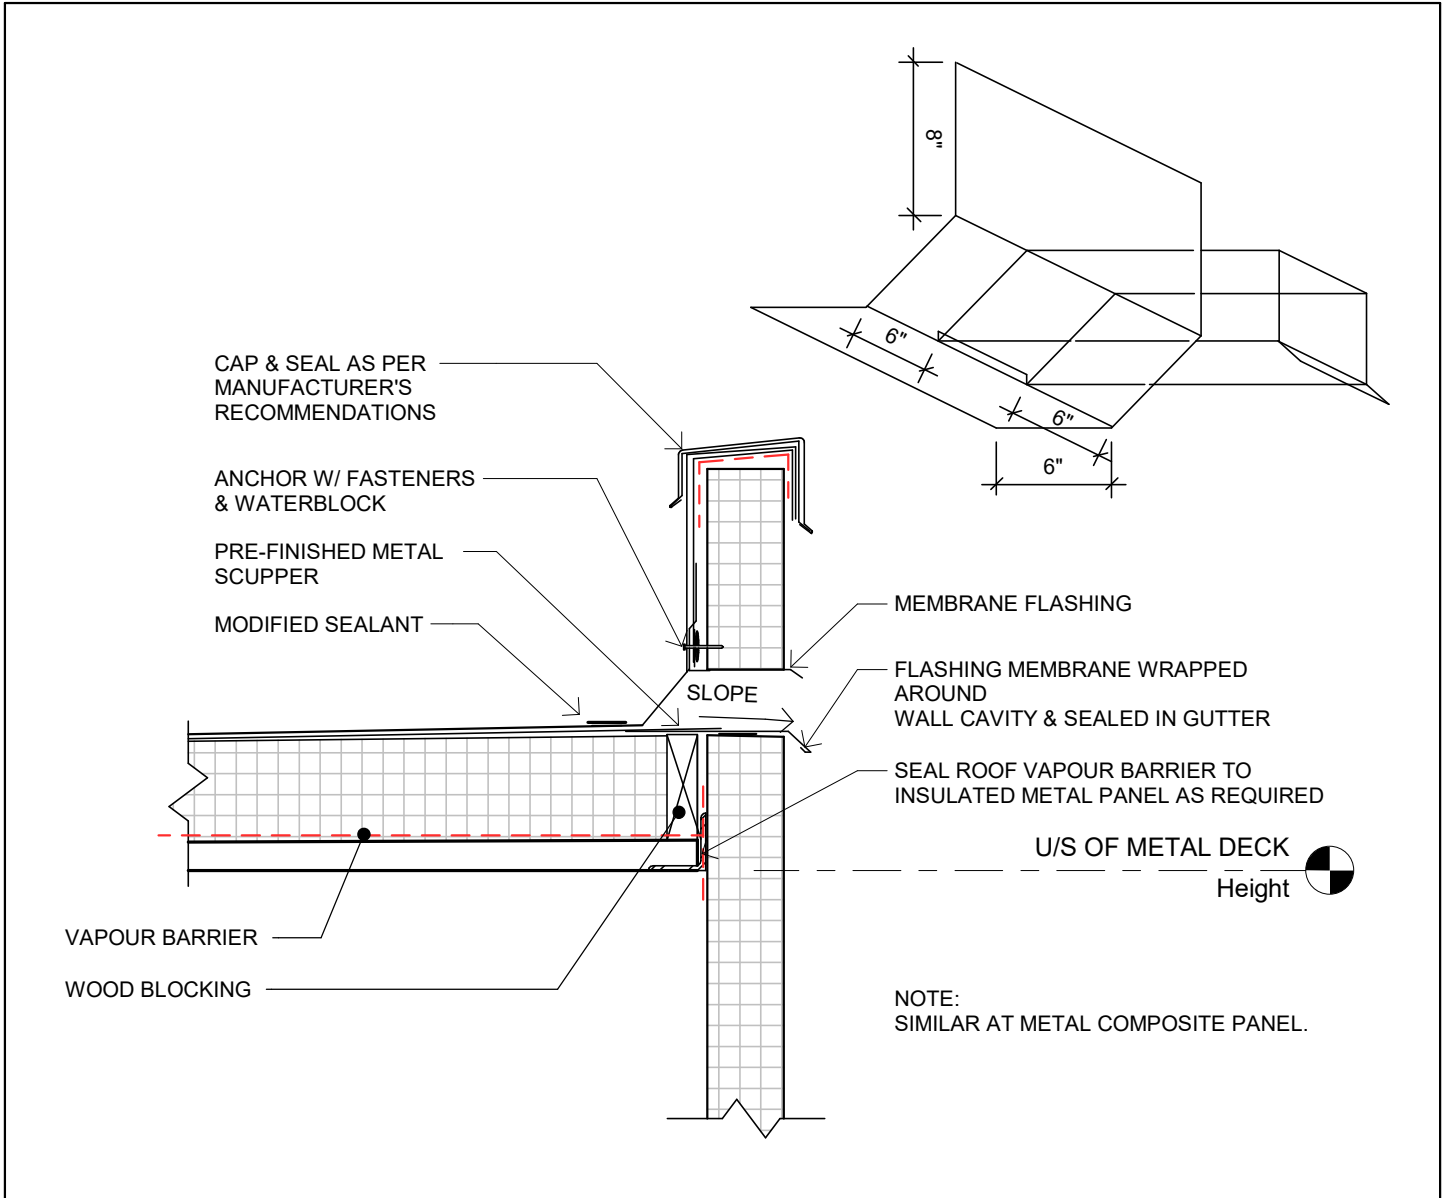 8"
6"
6"
6"
CAP & SEAL AS PER
MANUFACTURER'S
RECOMMENDATIONS
ANCHOR W/ FASTENERS
& WATERBLOCK
PRE-FINISHED METAL
SCUPPER
MODIFIED SEALANT
SLOPE
MEMBRANE FLASHING
FLASHING MEMBRANE WRAPPED
AROUND
WALL CAVITY & SEALED IN GUTTER
SEAL ROOF VAPOUR BARRIER TO
INSULATED METAL PANEL AS REQUIRED
U/S OF METAL DECK
Height
VAPOUR BARRIER
WOOD BLOCKING
NOTE:
SIMILAR AT METAL COMPOSITE PANEL.